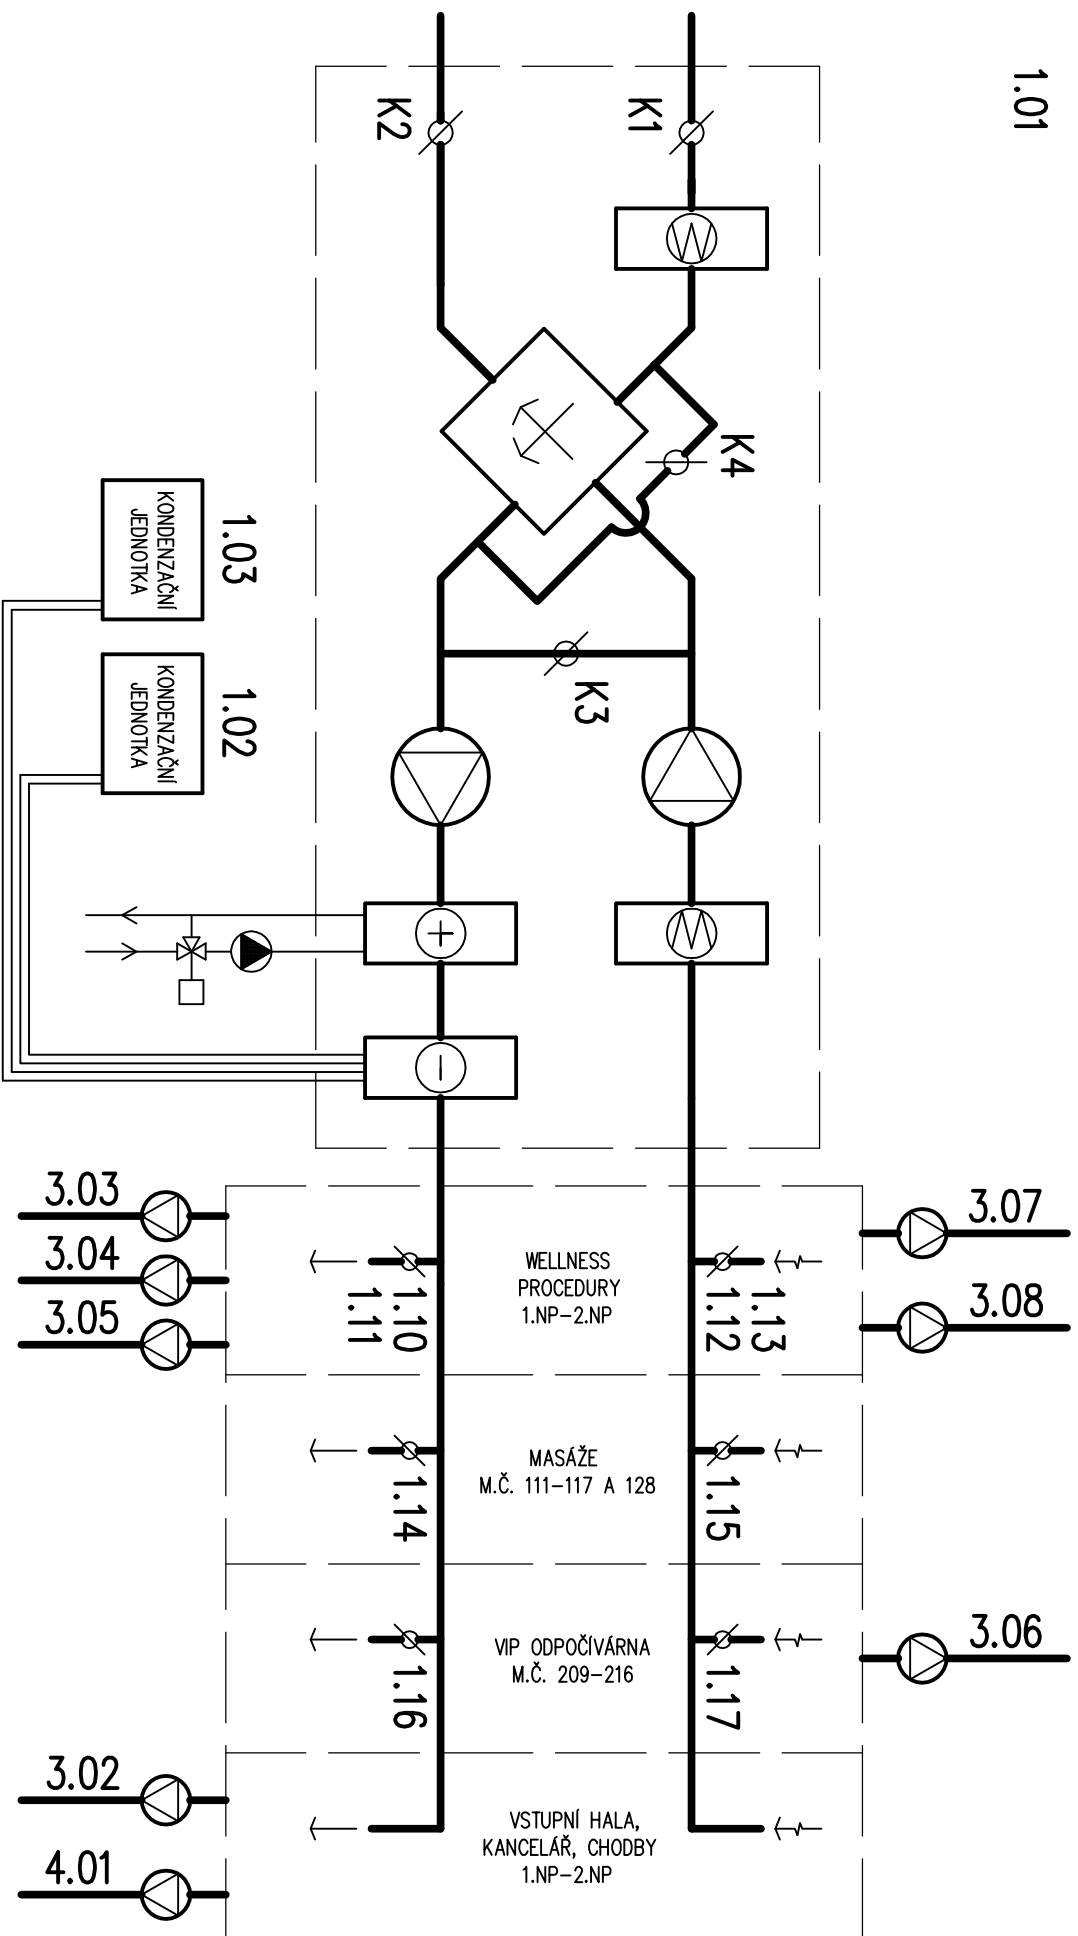 1.01
K2
K1
K4
1.03
KONDENZAČNÍ
JEDNOTKA
1.02
KONDENZAČNÍ
JEDNOTKA
K3
3.03
3.04
3.05
WELLNESS
PROCEDURY
1.NP-2.NP
1.10
1.11
1.13
1.12
3.07
3.08
MASÁŽE
M.Č. 111-117 A 128
1.14
1.15
VIP ODPOČÍVÁRNA
M.Č. 209-216
1.16
1.17
3.06
3.02
4.01
VSTUPNÍ HALA,
KANCELÁŘ, CHODBY
1.NP-2.NP